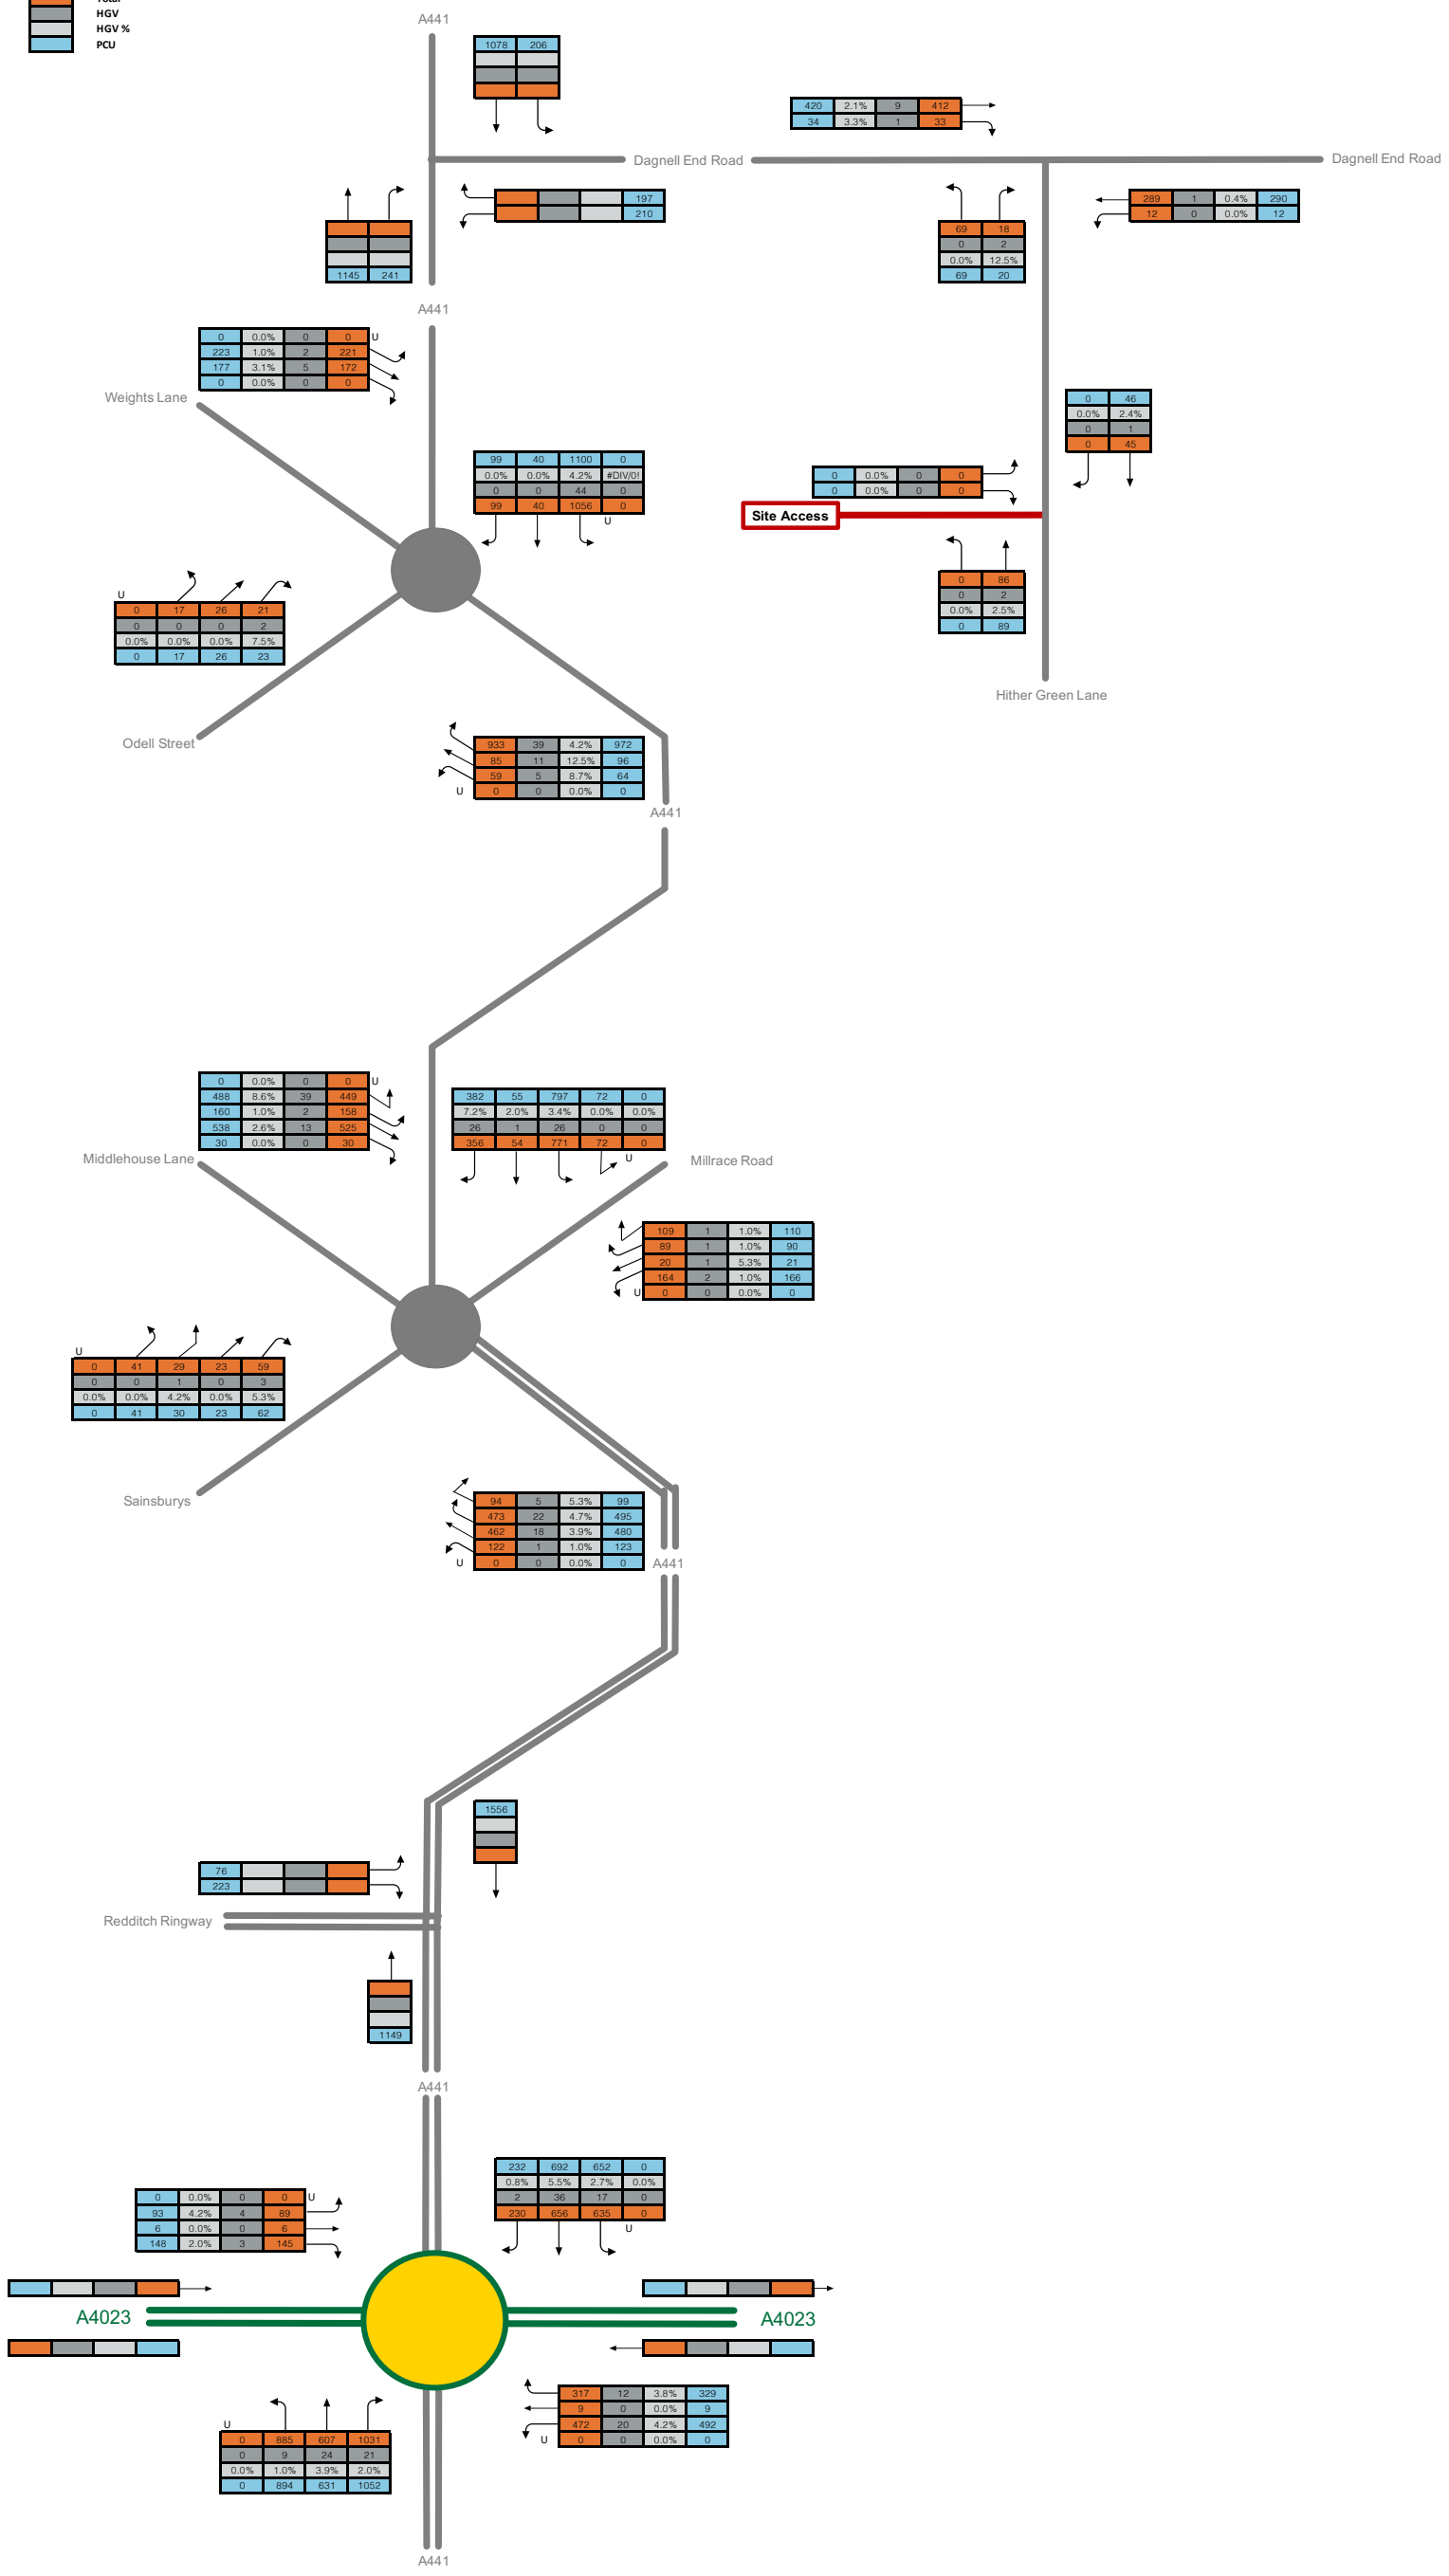 Total
HGV
HGV %
PCU
A441
1078 206
420 2.1% 9 412
34 3.3% 1 33
Dagnell End Road
Dagnell End Road
197
210
1145 241
69 18
0 2
0.0% 12.5%
69 20
289 1 0.4% 290
12 0 0.0% 12
A441
0 0.0% 0 0 U
223 1.0% 2 221
177 3.1% 5 172
0 0.0% 0 0
Weights Lane
0 46
0.0% 2.4%
0 1
0 45
99 40 1100 0
0.0% 0.0% 4.2% #DIV/0!
0 0 44 0
99 40 1056 0
U
0 0.0% 0 0
0 0.0% 0 0
Site Access
0 86
0 2
0.0% 2.5%
0 89
U
0 17 26 21
0 0 0 2
0.0% 0.0% 0.0% 7.5%
0 17 26 23
Hither Green Lane
Odell Street
933 39 4.2% 972
85 11 12.5% 96
59 5 8.7% 64
U 0 0 0.0% 0
A441
0 0.0% 0 0 U
488 8.6% 39 449
160 1.0% 2 158
538 2.6% 13 525
30 0.0% 0 30
Middlehouse Lane
382 55 797 72 0
7.2% 2.0% 3.4% 0.0% 0.0%
26 1 26 0 0
356 54 771 72 0
U
Millrace Road
109 1 1.0% 110
89 1 1.0% 90
20 1 5.3% 21
164 2 1.0% 166
U 0 0 0.0% 0
U
0 41 29 23 59
0 0 1 0 3
0.0% 0.0% 4.2% 0.0% 5.3%
0 41 30 23 62
Sainsburys
94 5 5.3% 99
473 22 4.7% 495
462 18 3.9% 480
122 1 1.0% 123
U 0 0 0.0% 0
A441
1556
76
223
Redditch Ringway
1149
A441
232 692 652 0
0.8% 5.5% 2.7% 0.0%
2 36 17 0
230 656 635 0
U
0 0.0% 0 0 U
93 4.2% 4 89
6 0.0% 0 6
148 2.0% 3 145
A4023
A4023
317 12 3.8% 329
9 0 0.0% 9
472 20 4.2% 492
U 0 0 0.0% 0
U
0 885 607 1031
0 9 24 21
0.0% 1.0% 3.9% 2.0%
0 894 631 1052
A441